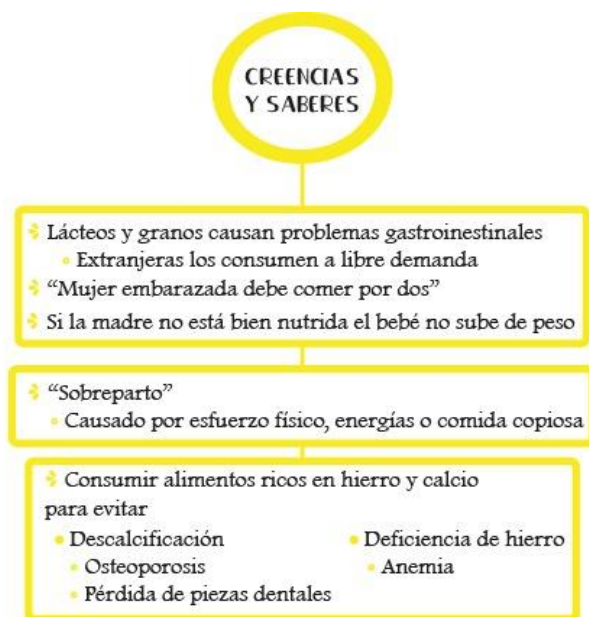 CREENCIAS
Y SABERES
Lácteos y granos causan problemas gastroinestinales
Extranjeras los consumen a libre demanda
“Mujer embarazada debe comer por dos”
Si la madre no está bien nutrida el bebé no sube de peso
“Sobreparto”
Causado por esfuerzo físico, energías o comida copiosa
Consumir alimentos ricos en hierro y calcio
para evitar
Descalcificación
Osteoporosis
Pérdida de piezas dentales
Deficiencia de hierro
Anemia